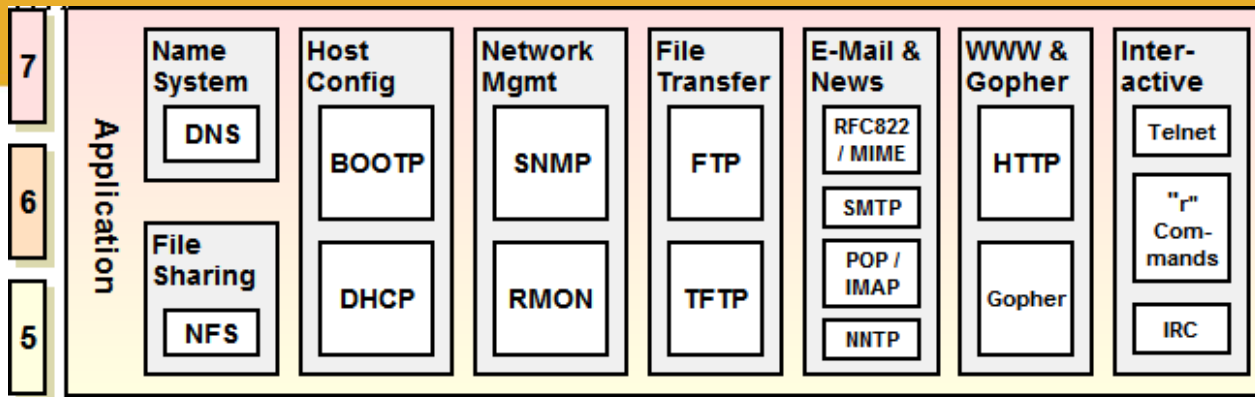 7
6
5
Application
Name
System
DNS
File
Sharing
NFS
Host
Config
BOOTP
DHCP
Network
Mgmt
SNMP
RMON
File
Transfer
FTP
TFTP
E-Mail &
News
RFC822
/ MIME
SMTP
POP /
IMAP
NNTP
WWW &
Gopher
HTTP
Gopher
Inter-
active
Telnet
"r"
Com-
mands
IRC